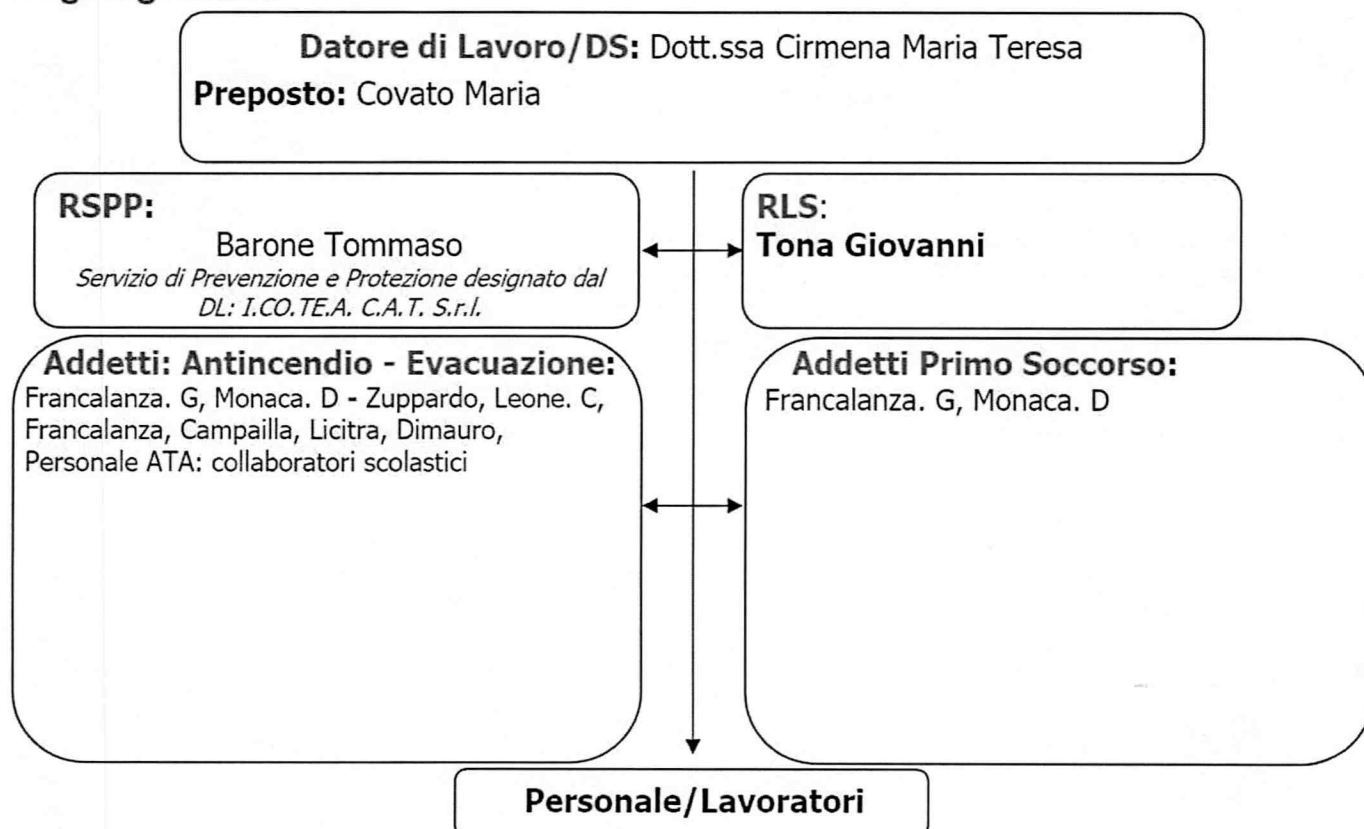 Datore di Lavoro/DS: Dott.ssa Cirmena Maria Teresa
Preposto: Covato Maria
RSPP:
Barone Tommaso
Servizio di Prevenzione e Protezione designato dal
DL: I.CO.TE.A. C.A.T. S.r.l.
RLS:
Tona Giovanni
Addetti: Antincendio - Evacuazione:
Francalanza. G, Monaca. D - Zuppardo, Leone. C,
Francalanza, Campailla, Licitra, Dimauro,
Personale ATA: collaboratori scolastici
Addetti Primo Soccorso:
Francalanza. G, Monaca. D
Personale/Lavoratori